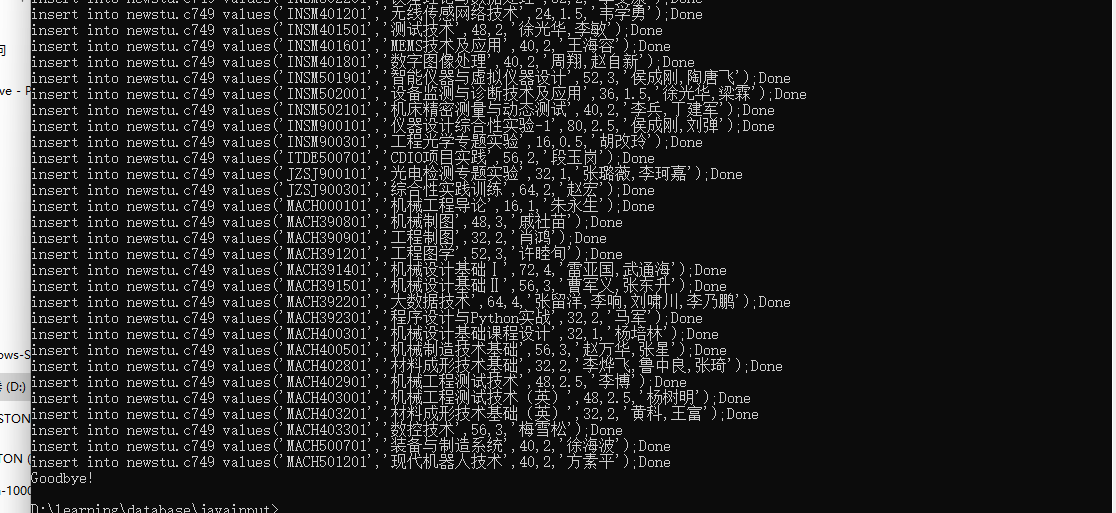 insert into newstu.c749 values('INSM401201','无线传感网络技术',24,1.5,'韦学勇');Done
insert into newstu.c749 values('INSM401501','测试技术',48,2,'徐光华,李敏');Done
insert into newstu.c749 values('INSM401601','MEMS技术及应用',40,2,'王海容');Done
insert into newstu.c749 values('INSM401801','数字图像处理',40,2,'周翔,赵自新');Done
insert into newstu.c749 values('INSM501901','智能仪器与虚拟仪器设计',52,3,'侯成刚,陶唐飞');Done
insert into newstu.c749 values('INSM502001','设备监测与诊断技术及应用',36,1.5,'徐光华,梁霖');Done
insert into newstu.c749 values('INSM502101','机床精密测量与动态测试',40,2,'李兵,丁建军');Done
insert into newstu.c749 values('INSM900101','仪器设计综合性实验-1',80,2.5,'侯成刚,刘弹');Done
insert into newstu.c749 values('INSM900301','工程光学专题实验',16,0.5,'胡改玲');Done
insert into newstu.c749 values('ITDE500701','CDIO项目实践',56,2,'段玉岗');Done
insert into newstu.c749 values('JZSJ900101','光电检测专题实验',32,1,'张璐薇,李珂嘉');Done
insert into newstu.c749 values('JZSJ900301','综合性实践训练',64,2,'赵宏');Done
insert into newstu.c749 values('MACH000101','机械工程导论',16,1,'朱永生');Done
insert into newstu.c749 values('MACH390801','机械制图',48,3,'戚社苗');Done
insert into newstu.c749 values('MACH390901','工程制图',32,2,'肖鸿');Done
insert into newstu.c749 values('MACH391201','工程图学',52,3,'许睦旬');Done
insert into newstu.c749 values('MACH391401','机械设计基础Ⅰ',72,4,'雷亚国,武通海');Done
insert into newstu.c749 values('MACH391501','机械设计基础Ⅱ',56,3,'曹军义,张东升');Done
insert into newstu.c749 values('MACH392201','大数据技术',64,4,'张留洋,李响,刘啸川,李乃鹏');Done
insert into newstu.c749 values('MACH392301','程序设计与Python实战',32,2,'马军');Done
insert into newstu.c749 values('MACH400301','机械设计基础课程设计',32,1,'杨培林');Done
insert into newstu.c749 values('MACH400501','机械制造技术基础',56,3,'赵万华,张星');Done
insert into newstu.c749 values('MACH402801','材料成形技术基础',32,2,'李烨飞,鲁中良,张琦');Done
insert into newstu.c749 values('MACH402901','机械工程测试技术',48,2.5,'李博');Done
insert into newstu.c749 values('MACH403001','机械工程测试技术（英）',48,2.5,'杨树明');Done
insert into newstu.c749 values('MACH403201','材料成形技术基础（英）',32,2,'黄科,王富');Done
insert into newstu.c749 values('MACH403301','数控技术',56,3,'梅雪松');Done
insert into newstu.c749 values('MACH500701','装备与制造系统',40,2,'徐海波');Done
insert into newstu.c749 values('MACH501201','现代机器人技术',40,2,'方素平');Done
Goodbye!
D:\learning\database\javainput>